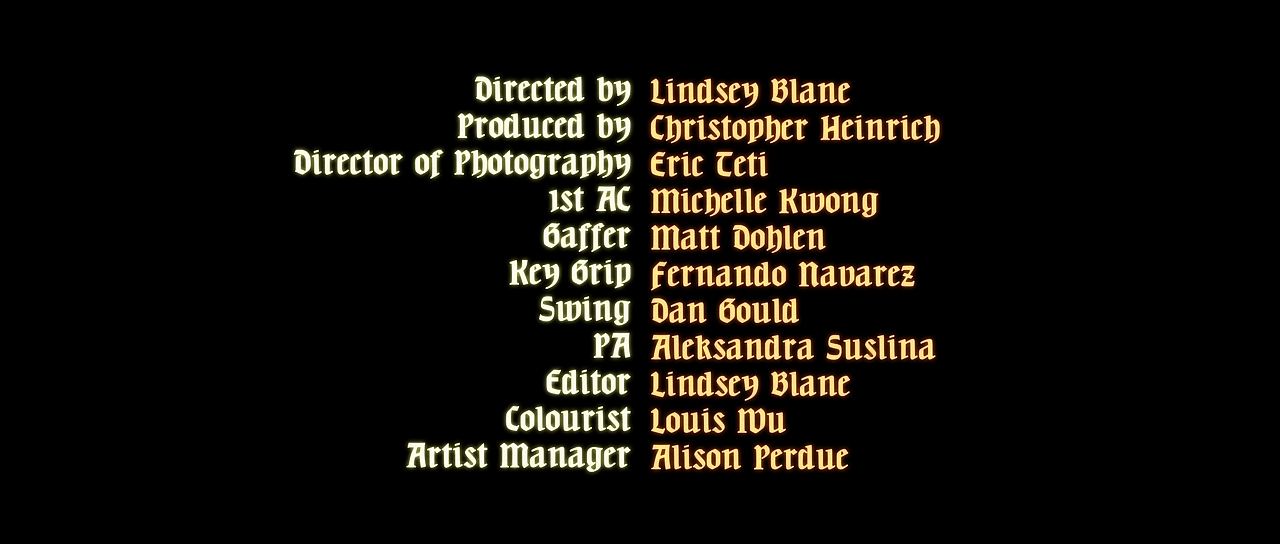 Directed by Lindsey Blane
Produced by Christopher Heinrich
Director of Photography Eric Teti
1st AC Michelle Kwong
Gaffer Matt Dohlen
Key Grip Fernando Navarez
Swing Dan Gould
PA Aleksandra Suslina
Editor Lindsey Blane
Colourist Louis Wu
Artist Manager Alison Perdue